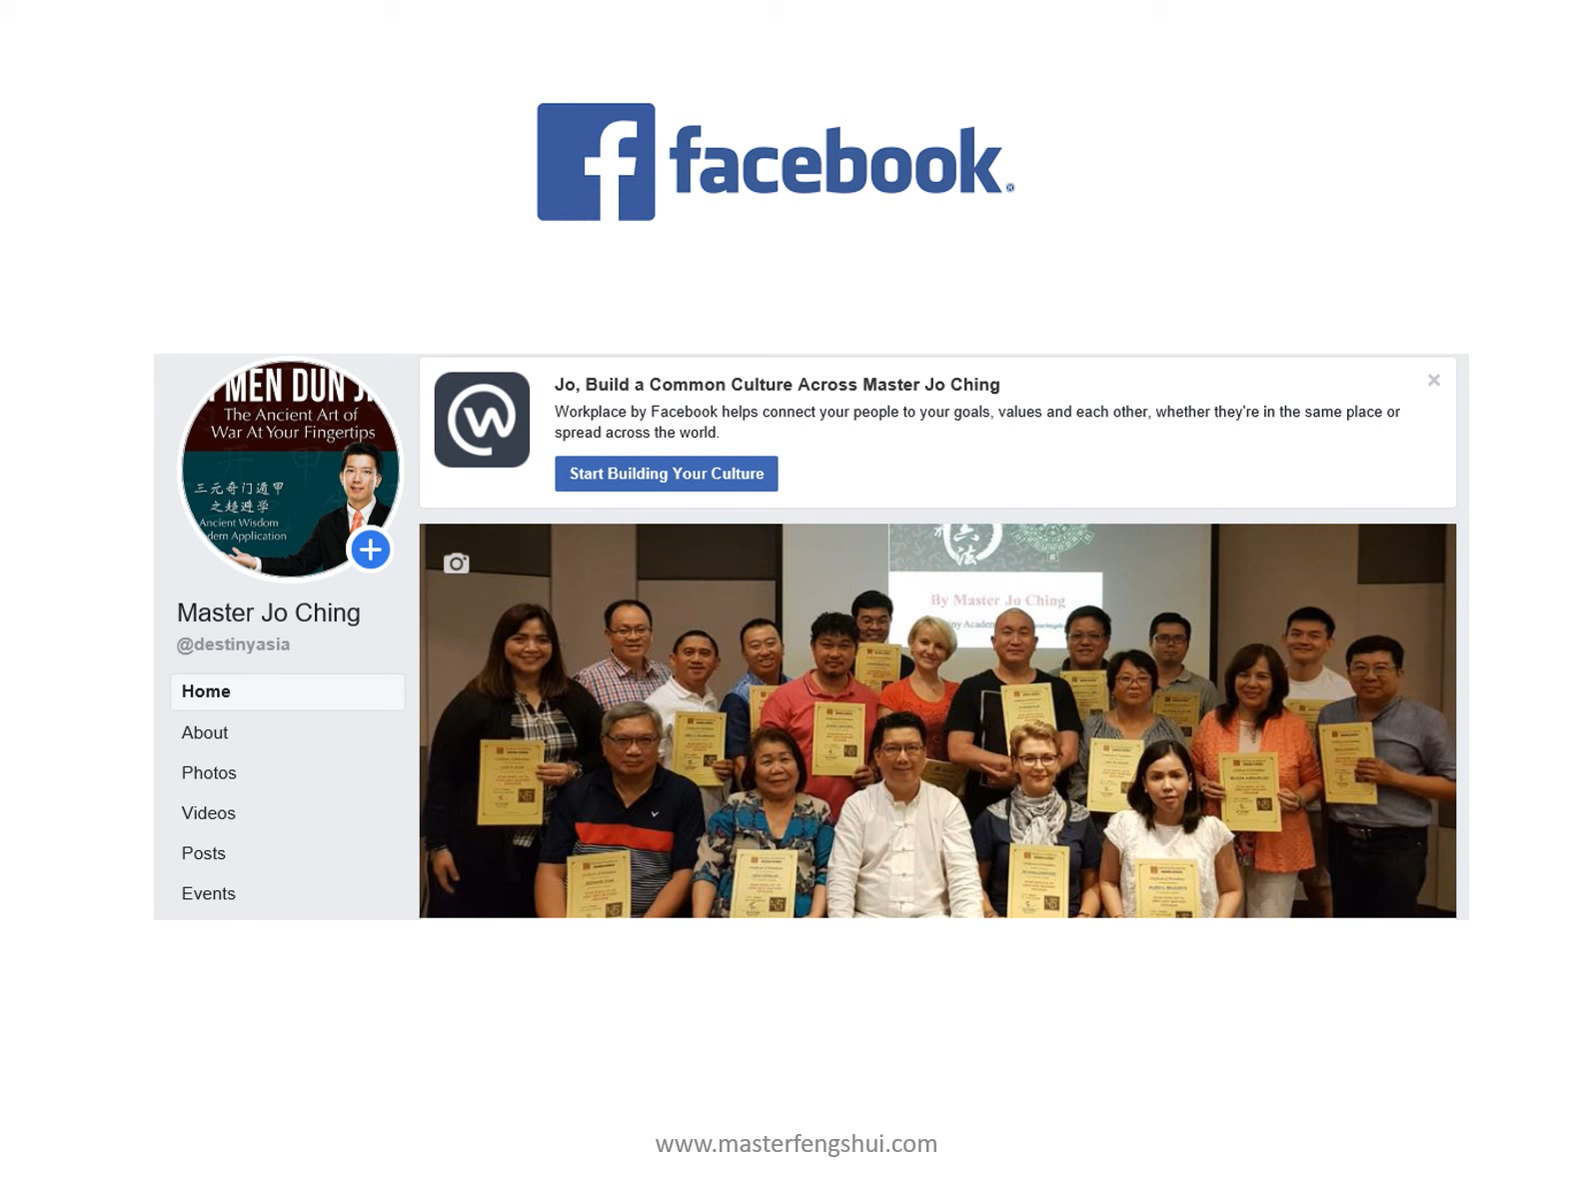 facebook
MEN DUN J
The Ancient Art of
War At Your Fingertips
三元奇门遁甲
之趋避学
Ancient Wisdom
dern Application
Master Jo Ching
@destinyasia
Home
About
Photos
Videos
Posts
Events
Jo, Build a Common Culture Across Master Jo Ching
Workplace by Facebook helps connect your people to your goals, values and each other, whether they're in the same place or
spread across the world.
Start Building Your Culture
六
法
By Master Jo Ching
www.masterfengshui.com